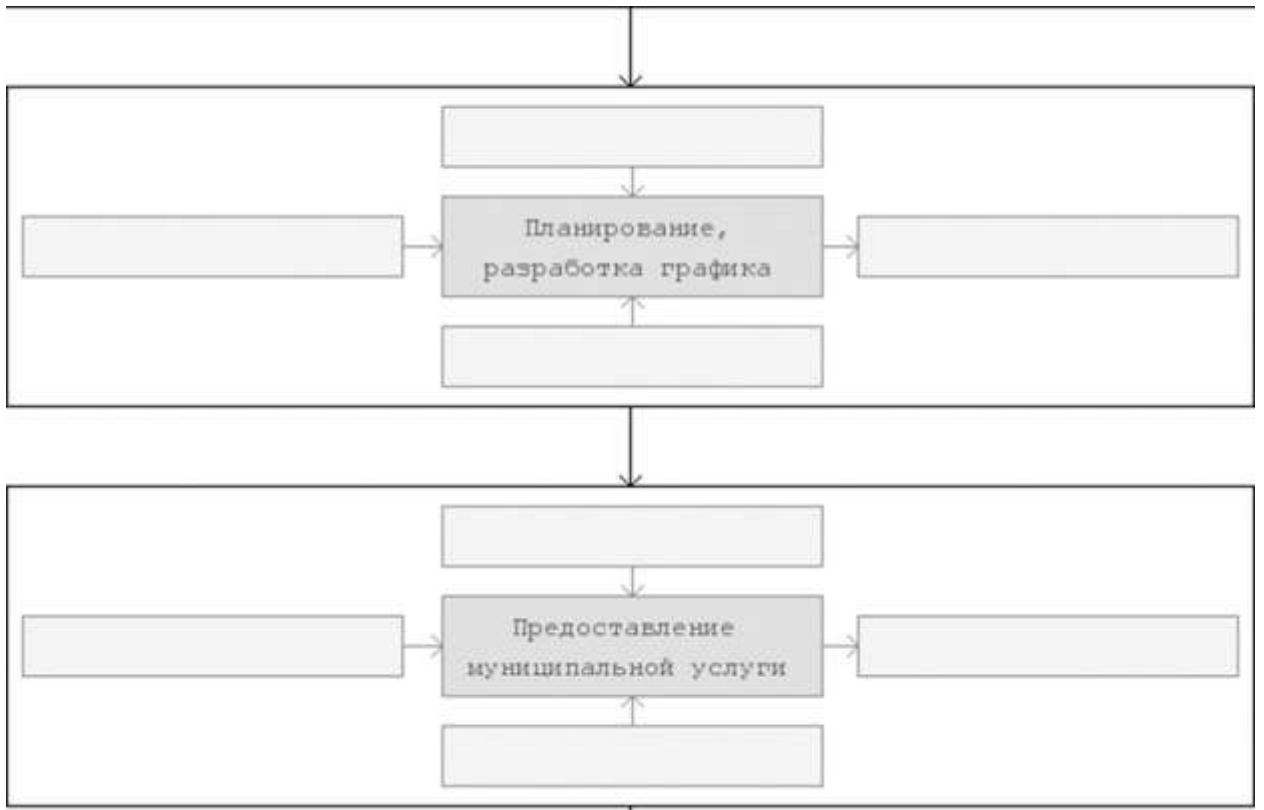 Планирование,
разработка графика
Предоставление
муниципальной услуги